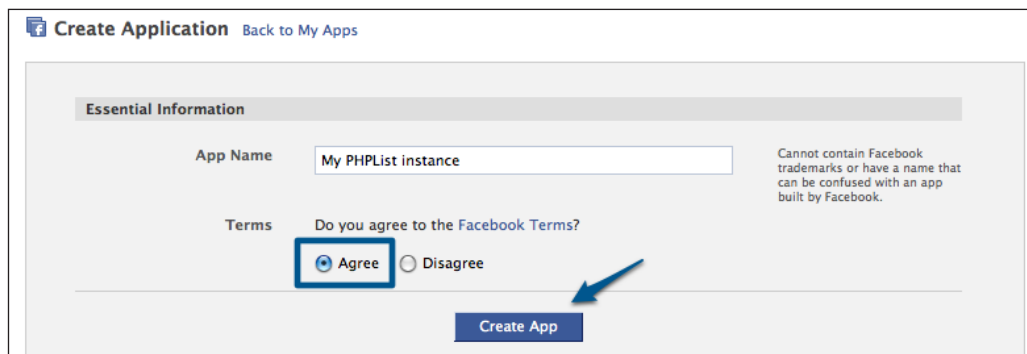 Create Application Back to My Apps
Essential Information
App Name
My PHPList instance
Cannot contain Facebook
trademarks or have a name that
can be confused with an app
built by Facebook.
Terms
Do you agree to the Facebook Terms?
Agree
Disagree
Create App